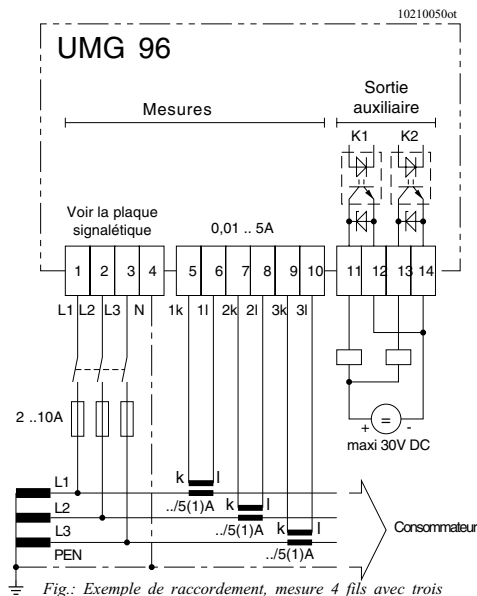 10210050ot
UMG 96
Sortie
auxiliaire
Mesures
K1 K2
Voir la plaque
signalétique
0,01 .. 5A
1 2 3 4 5 6 7 8 9 10 11 12 13 14
L1 L2 L3 N 1k 1l 2k 2l 3k 3l
2 ..10A
+ = -
maxi 30V DC
L1 k l
L2 ../5(1)A k l
L3 ../5(1)A k l
PEN ../5(1)A
Consommateur
Fig.: Exemple de raccordement, mesure 4 fils avec trois